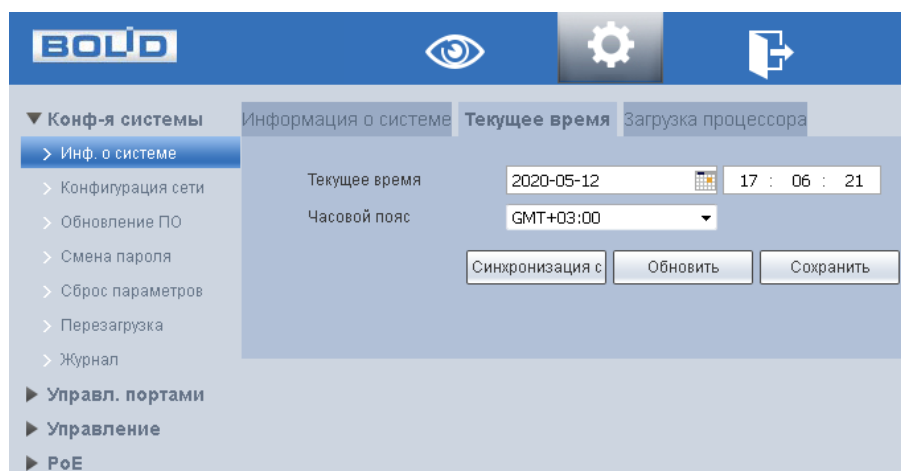 BOLID
Конф-я системы
Информация о системе Текущее время Загрузка процессора
Инф. о системе
Текущее время 2020-05-12 17 : 06 : 21
Конфигурация сети
Часовой пояс GMT+03:00
Обновление ПО
Смена пароля
Синхронизация с Обновить Сохранить
Сброс параметров
Перезагрузка
Журнал
Управл. портами
Управление
PoE